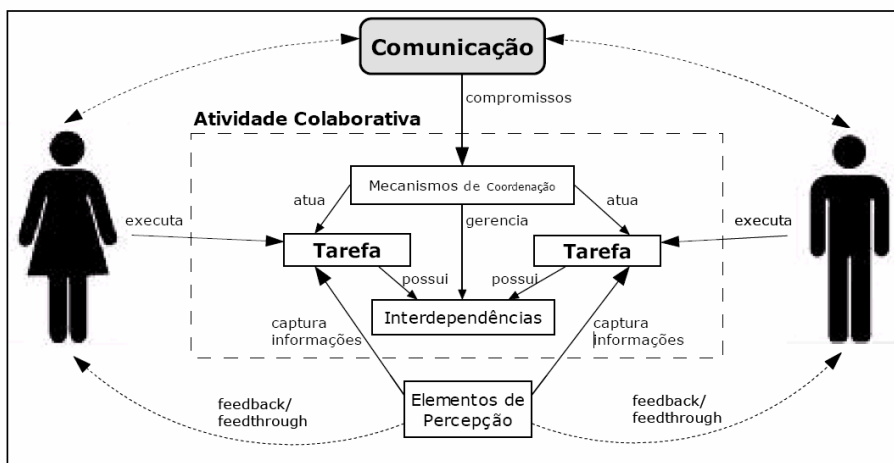 Comunicação
compromissos
Atividade Colaborativa
Mecanismos de Coordenação
atua
atua
executa
gerencia
executa
Tarefa
Tarefa
possui
possui
Interdependências
captura
informações
captura
informações
Elementos de
Percepção
feedback/
feedthrough
feedback/
feedthrough